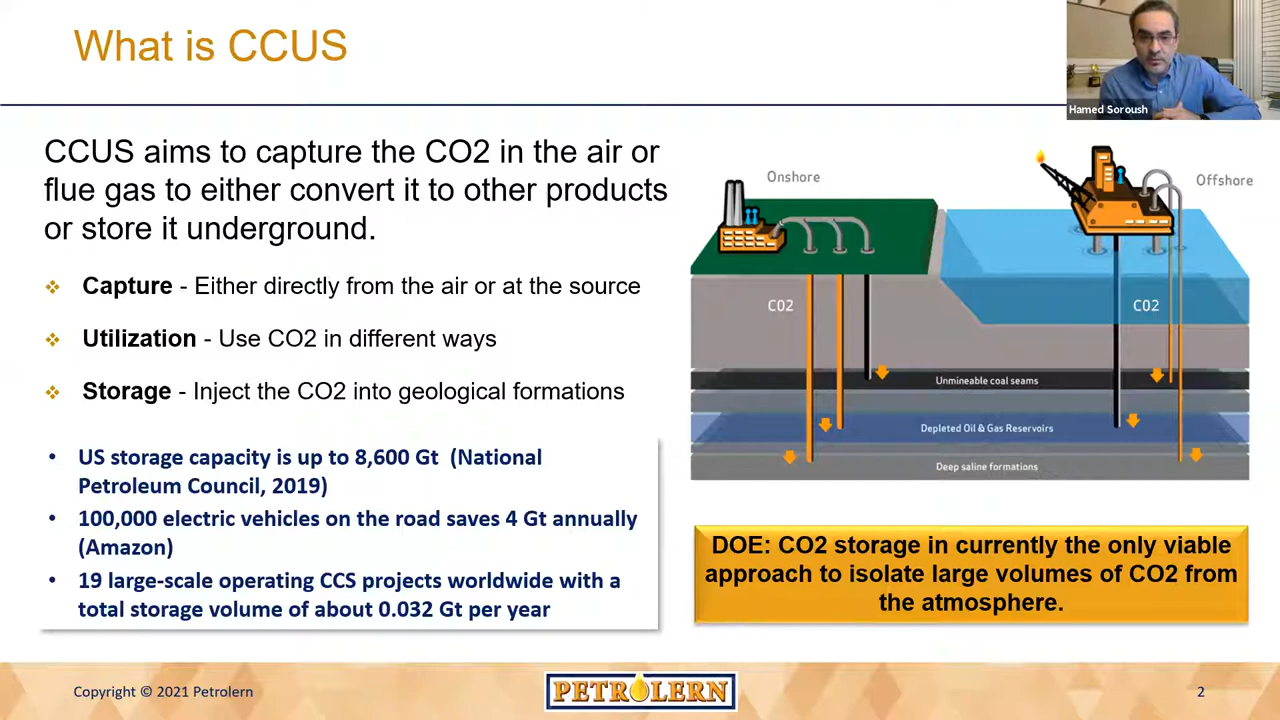 What is CCUS
Hamed Soroush
CCUS aims to capture the CO2 in the air or
flue gas to either convert it to other products
or store it underground.
❖ Capture - Either directly from the air or at the source
❖ Utilization - Use CO2 in different ways
❖ Storage - Inject the CO2 into geological formations
• US storage capacity is up to 8,600 Gt (National
Petroleum Council, 2019)
• 100,000 electric vehicles on the road saves 4 Gt annually
(Amazon)
• 19 large-scale operating CCS projects worldwide with a
total storage volume of about 0.032 Gt per year
Onshore
Offshore
CO2
CO2
Unmineable coal seams
Depleted Oil & Gas Reservoirs
Deep saline formations
DOE: CO2 storage in currently the only viable
approach to isolate large volumes of CO2 from
the atmosphere.
Copyright © 2021 Petrolern
PETROLERN
2